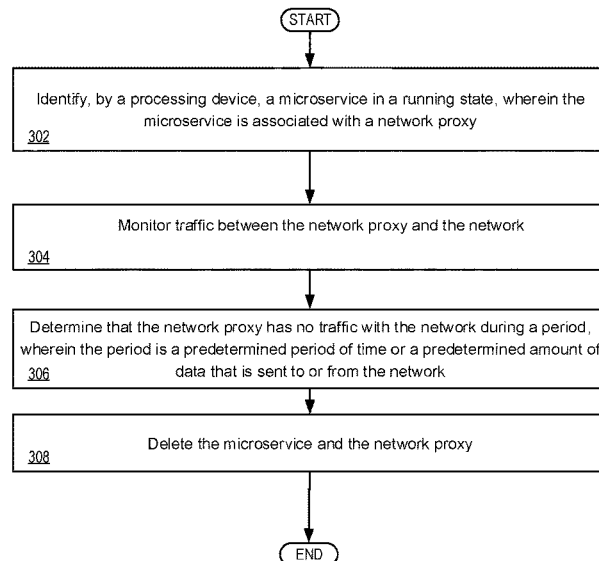 START
Identify, by a processing device, a microservice in a running state, wherein the
microservice is associated with a network proxy
302
Monitor traffic between the network proxy and the network
304
Determine that the network proxy has no traffic with the network during a period,
wherein the period is a predetermined period of time or a predetermined amount of
306 data that is sent to or from the network
Delete the microservice and the network proxy
308
END